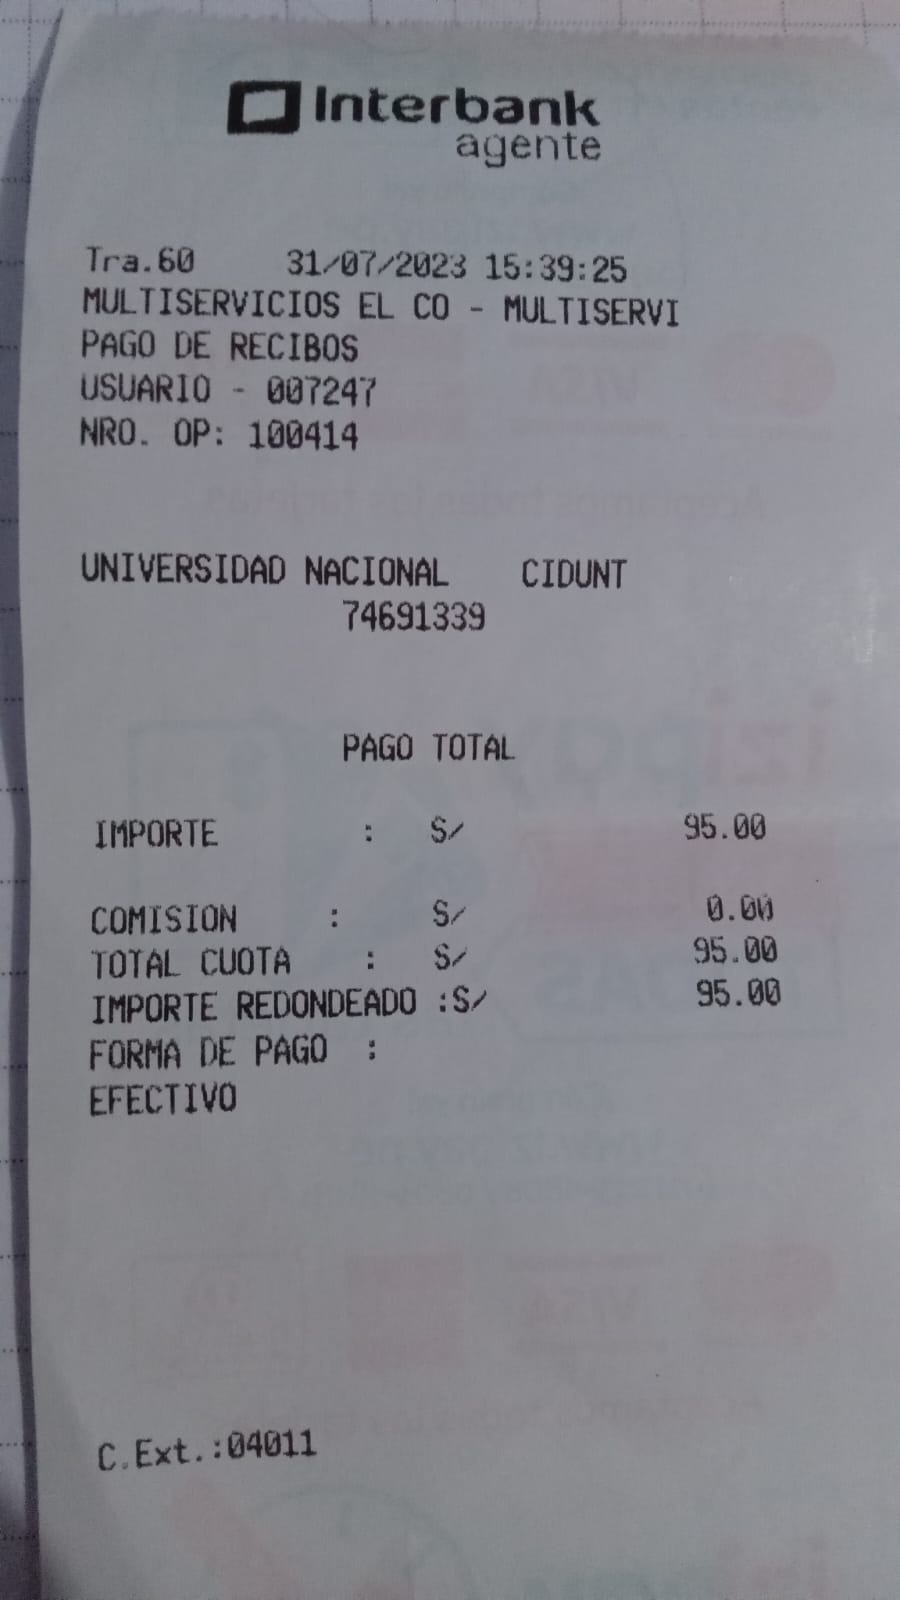 Interbank
agente
Tra.60 31/07/2023 15:39:25
MULTISERVICIOS EL CO - MULTISERVI
PAGO DE RECIBOS
USUARIO - 007247
NRO. OP: 100414
UNIVERSIDAD NACIONAL CIDUNT
74691339
PAGO TOTAL
IMPORTE : S/ 95.00
COMISION : S/ 0.00
TOTAL CUOTA : S/ 95.00
IMPORTE REDONDEADO :S/ 95.00
FORMA DE PAGO :
EFECTIVO
C.Ext.:04011